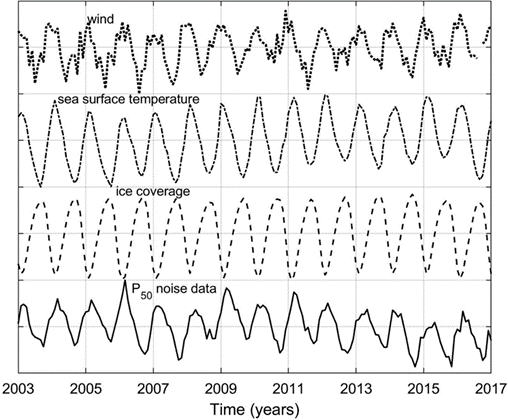 wind
sea surface temperature
ice coverage
P50 noise data
2003 2005 2007 2009 2011 2013 2015 2017
Time (years)